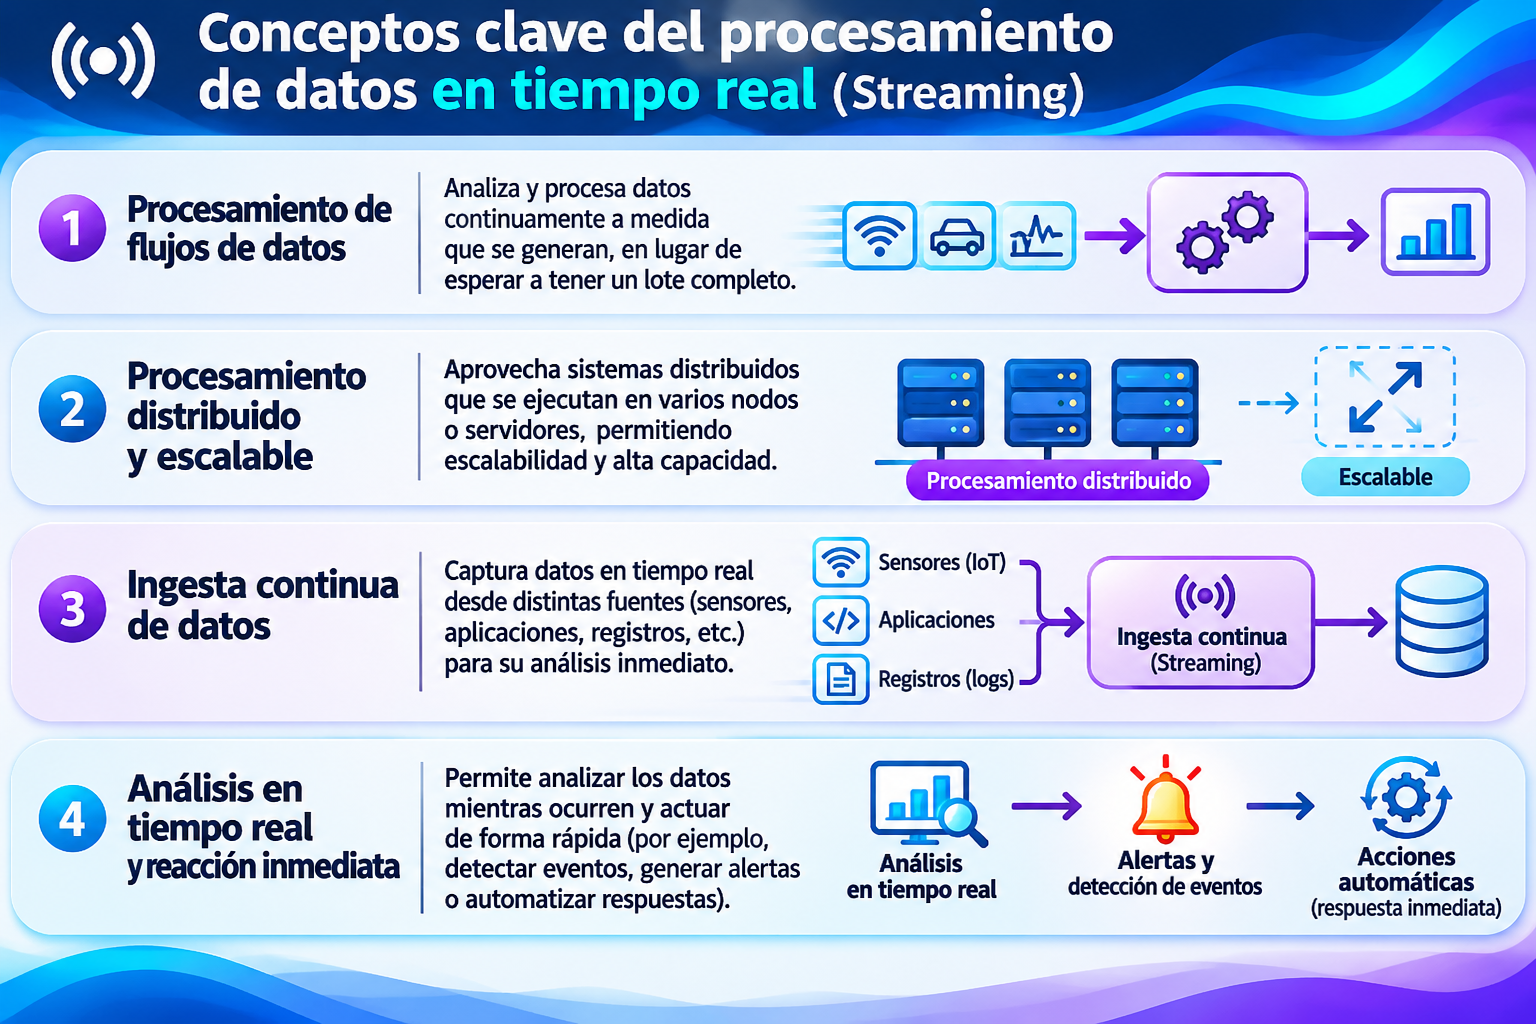 Conceptos clave del procesamiento
de datos en tiempo real (Streaming)
1
Procesamiento de
flujos de datos
Analiza y procesa datos
continuamente a medida
que se generan, en lugar de
esperar a tener un lote completo.
2
Procesamiento
distribuido
y escalable
Aprovecha sistemas distribuidos
que se ejecutan en varios nodos
o servidores, permitiendo
escalabilidad y alta capacidad.
Procesamiento distribuido
Escalable
3
Ingesta continua
de datos
Captura datos en tiempo real
desde distintas fuentes (sensores,
aplicaciones, registros, etc.)
para su análisis inmediato.
Sensores (IoT)
Aplicaciones
Registros (logs)
Ingesta continua
(Streaming)
4
Análisis en
tiempo real
y reacción inmediata
Permite analizar los datos
mientras ocurren y actuar
de forma rápida (por ejemplo,
detectar eventos, generar alertas
o automatizar respuestas).
Análisis
en tiempo real
Alertas y
detección de eventos
Acciones
automáticas
(respuesta inmediata)